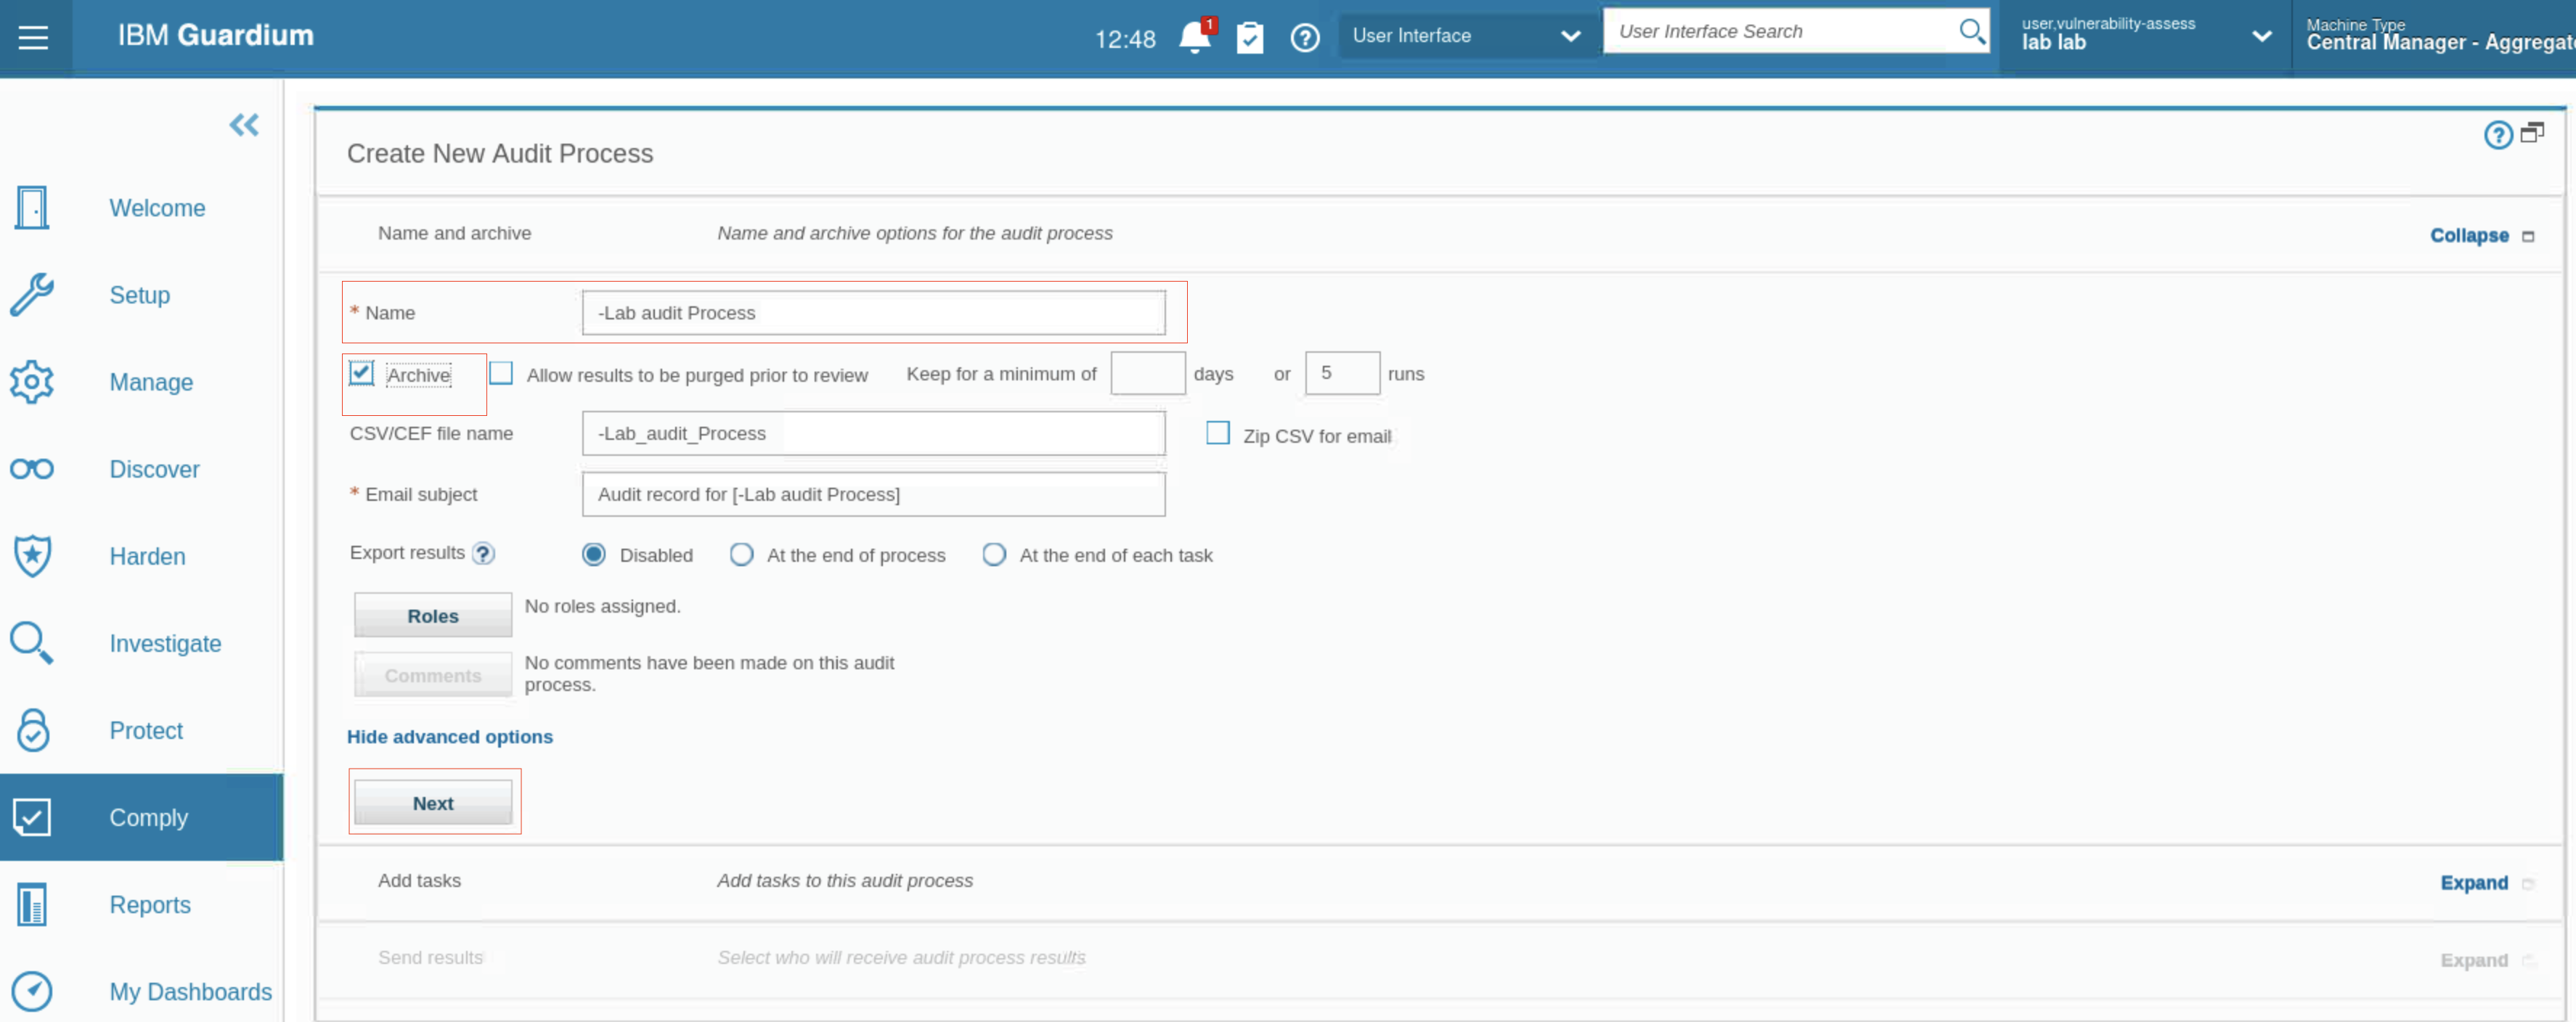 IBM Guardium
12:48
1
User Interface
User Interface Search
user,vulnerability-assess
lab lab
Machine Type
Central Manager - Aggregat
Welcome
Setup
Manage
Discover
Harden
Investigate
Protect
Comply
Reports
My Dashboards
Create New Audit Process
Name and archive Name and archive options for the audit process Collapse
* Name -Lab audit Process
Archive Allow results to be purged prior to review Keep for a minimum of days or 5 runs
CSV/CEF file name -Lab_audit_Process Zip CSV for email
* Email subject Audit record for [-Lab audit Process]
Export results ? Disabled At the end of process At the end of each task
Roles No roles assigned.
Comments No comments have been made on this audit
process.
Hide advanced options
Next
Add tasks Add tasks to this audit process Expand
Send results Select who will receive audit process results Expand